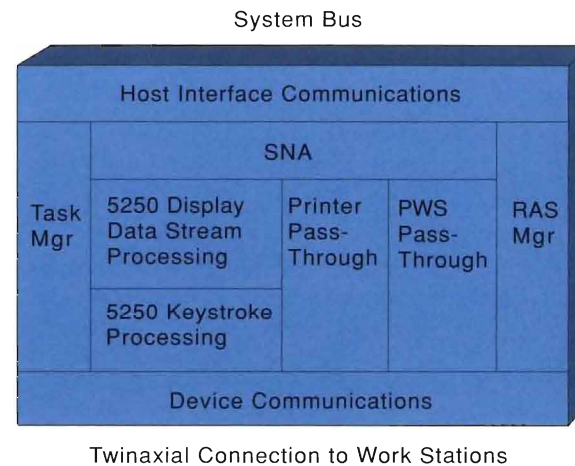 System Bus
Host Interface Communications
SNA
Task
Mgr
5250 Display
Data Stream
Processing
5250 Keystroke
Processing
Printer
Pass-
Through
PWS
Pass-
Through
RAS
Mgr
Device Communications
Twinaxial Connection to Work Stations